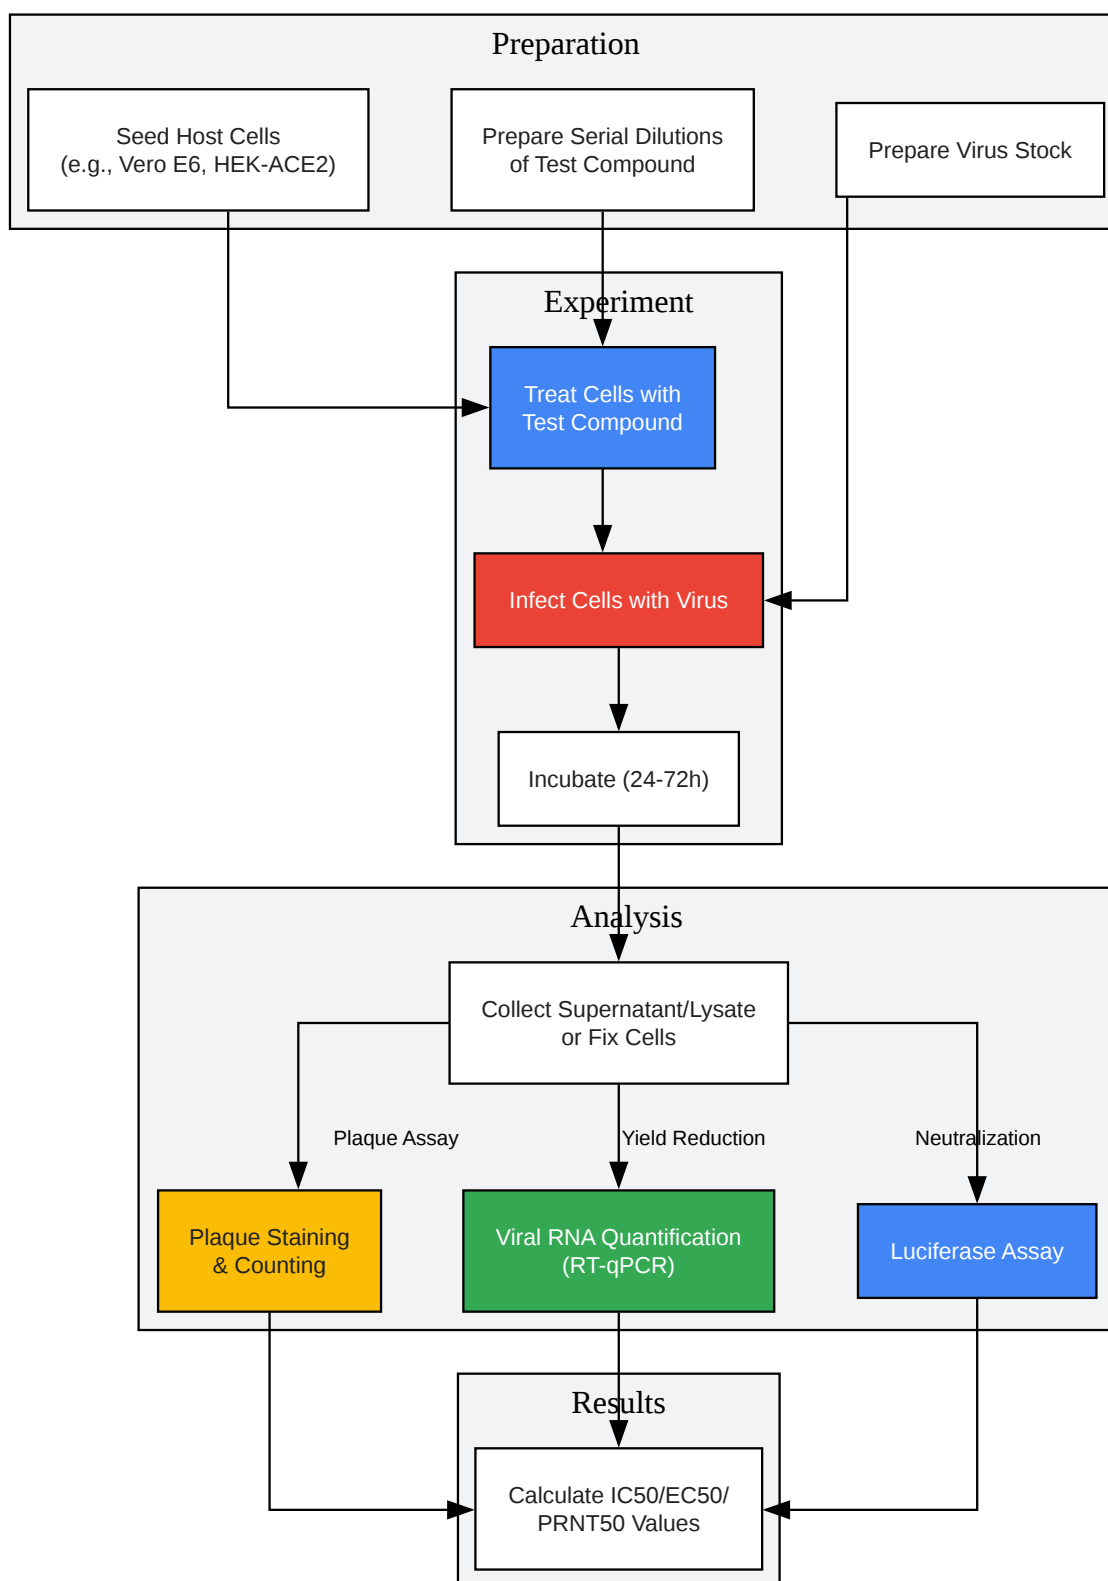 Preparation
Seed Host Cells
(e.g., Vero E6, HEK-ACE2)
Prepare Serial Dilutions
of Test Compound
Prepare Virus Stock
Experiment
Treat Cells with
Test Compound
Infect Cells with Virus
Incubate (24-72h)
Analysis
Collect Supernatant/Lysate
or Fix Cells
Plaque Assay
Yield Reduction
Neutralization
Plaque Staining
& Counting
Viral RNA Quantification
(RT-qPCR)
Luciferase Assay
Results
Calculate IC50/EC50/
PRNT50 Values